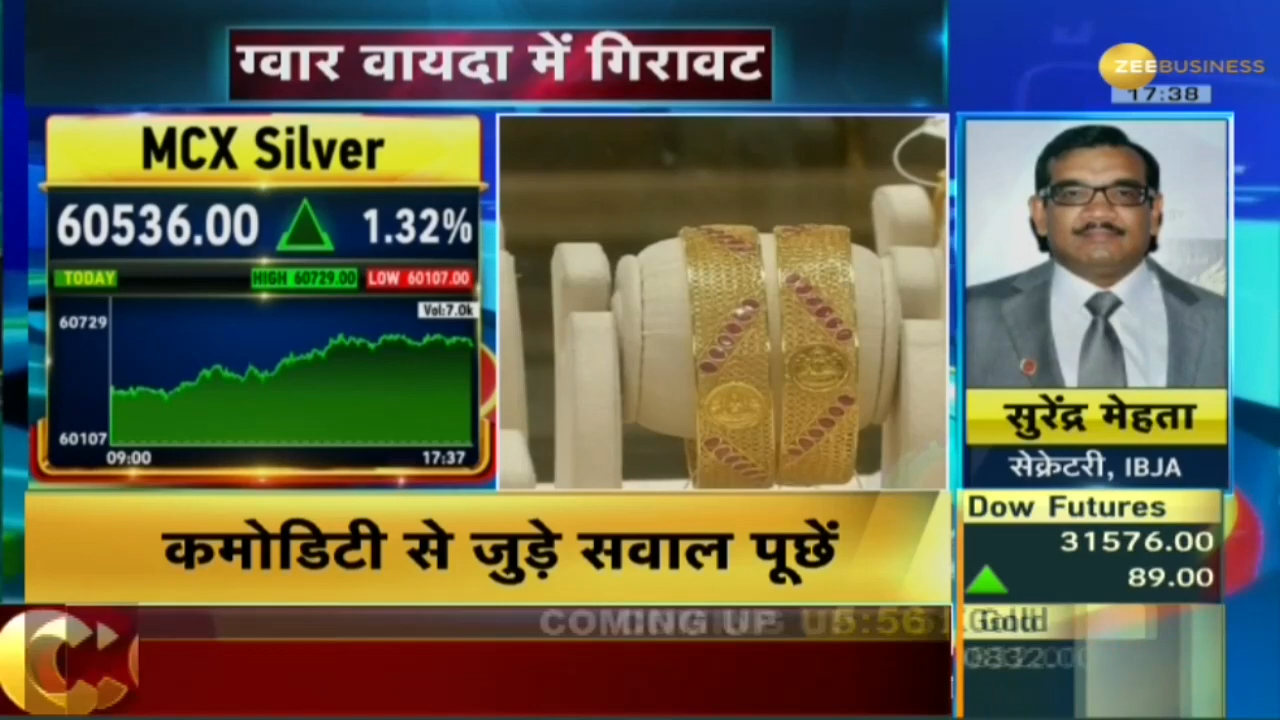 ग्वार वायदा में गिरावट
ZEEBUSINESS
17:38
MCX Silver
60536.00 1.32%
TODAY HIGH 60729.00 LOW 60107.00
Vol:7.0k
60729
60107
09:00 17:37
सुरेंद्र मेहता
सेक्रेटरी, IBJA
Dow Futures
31576.00
89.00
कमोडिटी से जुड़े सवाल पूछें
COMING UP